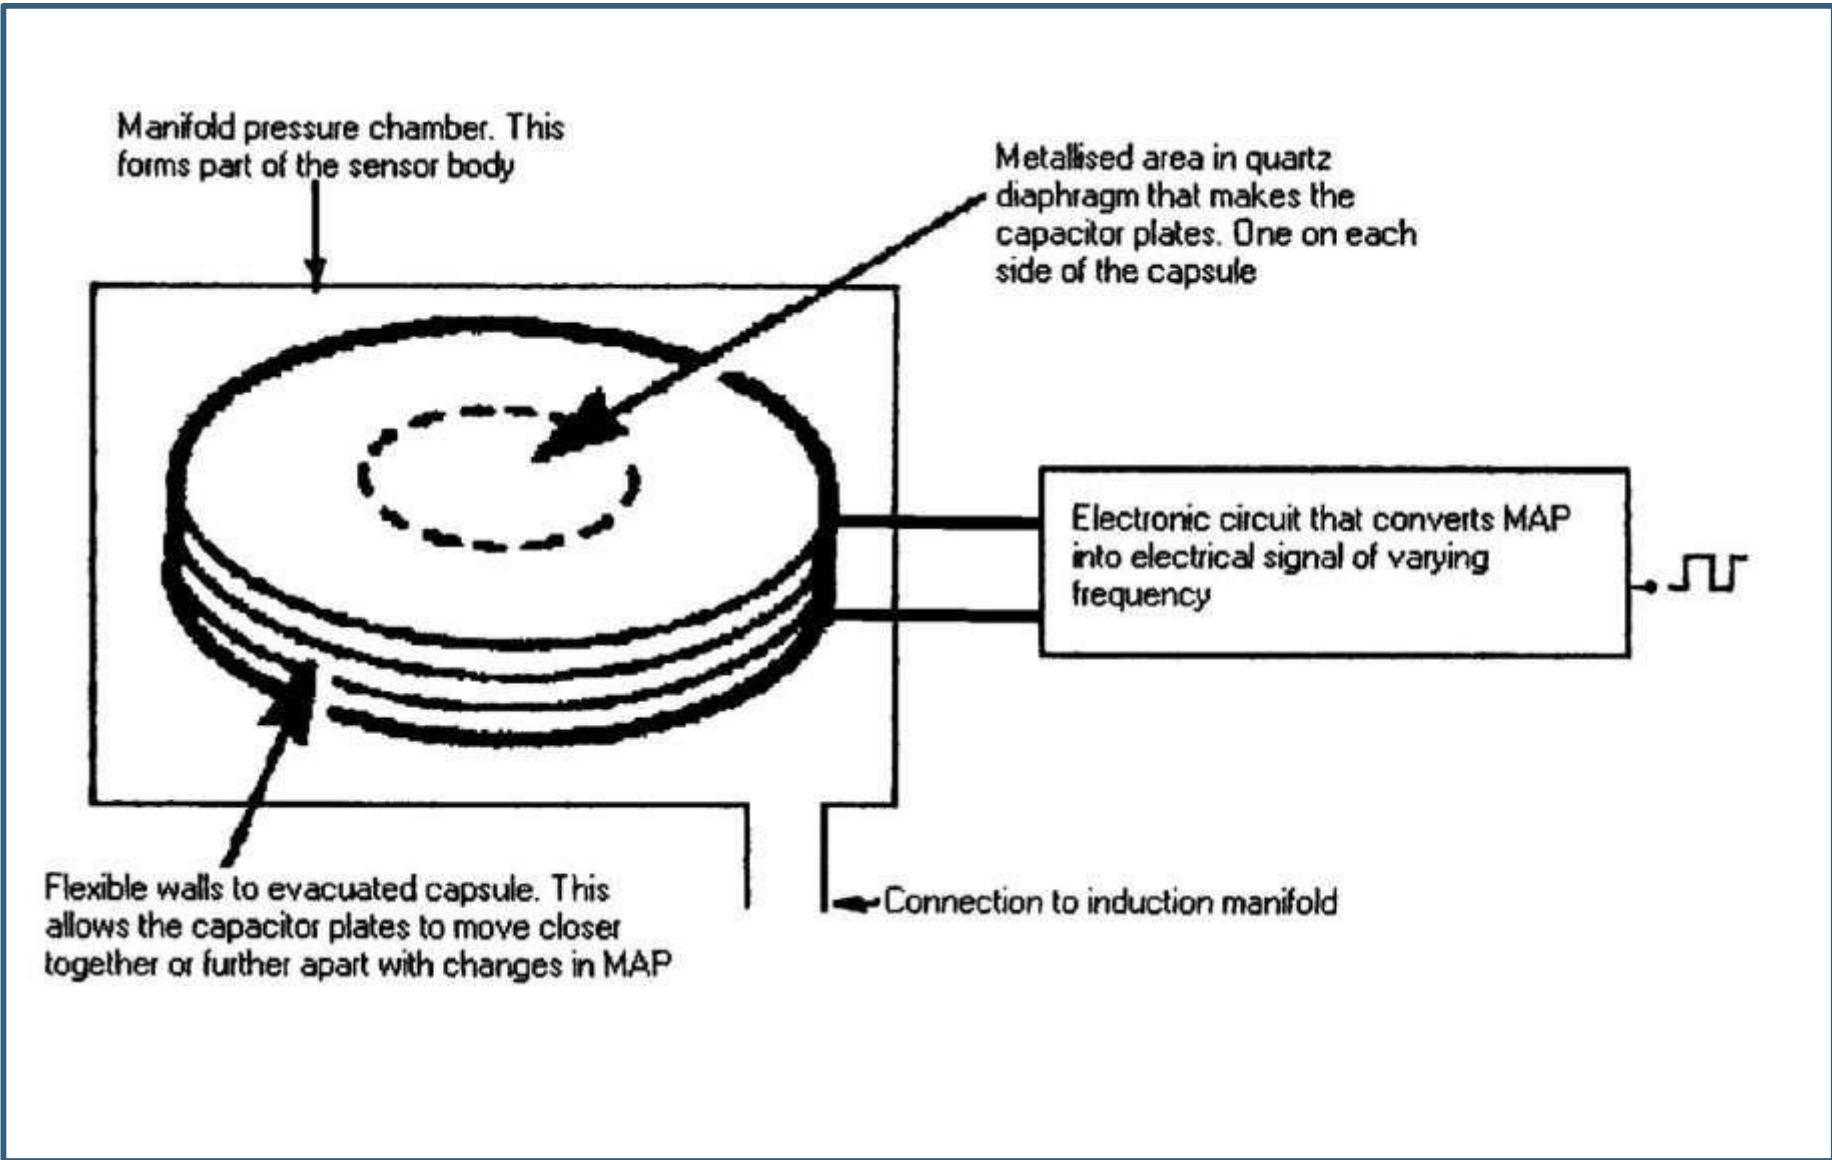 Manifold pressure chamber. This
forms part of the sensor body
Metallised area in quartz
diaphragm that makes the
capacitor plates. One on each
side of the capsule
Electronic circuit that converts MAP
into electrical signal of varying
frequency
Flexible walls to evacuated capsule. This
allows the capacitor plates to move closer
together or further apart with changes in MAP
Connection to induction manifold